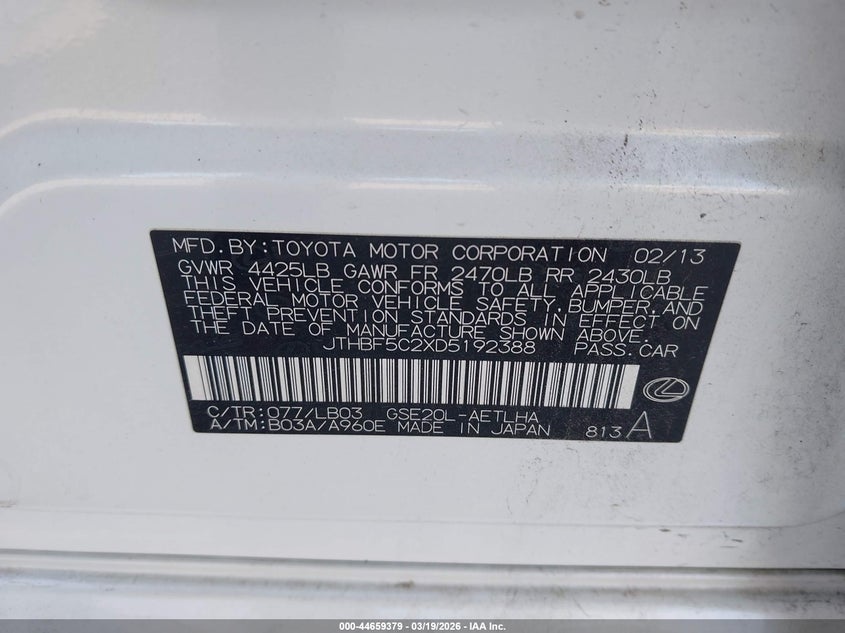 MFD. BY: TOYOTA MOTOR CORPORATION 02/13
GVWR 4425LB GAWR FR 2470LB RR 2430LB
THIS VEHICLE CONFORMS TO ALL APPLICABLE
FEDERAL MOTOR VEHICLE SAFETY, BUMPER, AND
THEFT PREVENTION STANDARDS IN EFFECT ON
THE DATE OF MANUFACTURE SHOWN ABOVE.
JTHBF5C2XD5192388 PASS. CAR
C/TR: 077/LB03 GSE20L-AETLHA
A/TM: B03A/A960E MADE IN JAPAN 813 A
000-44659379 - 03/19/2026 - IAA Inc.